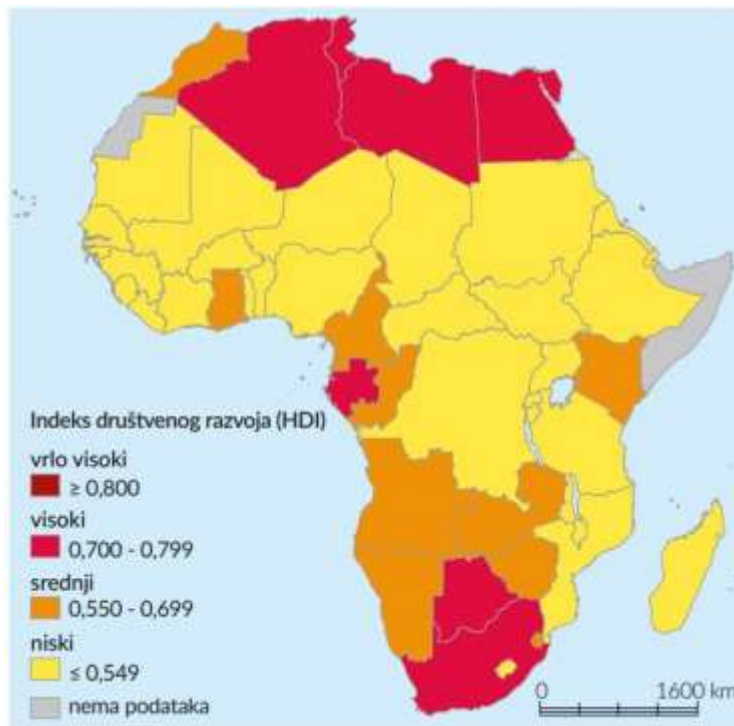 Indeks društvenog razvoja (HDI)
vrlo visoki
≥ 0,800
visoki
0,700 - 0,799
srednji
0,550 - 0,699
niski
≤ 0,549
nema podataka
0 1600 km